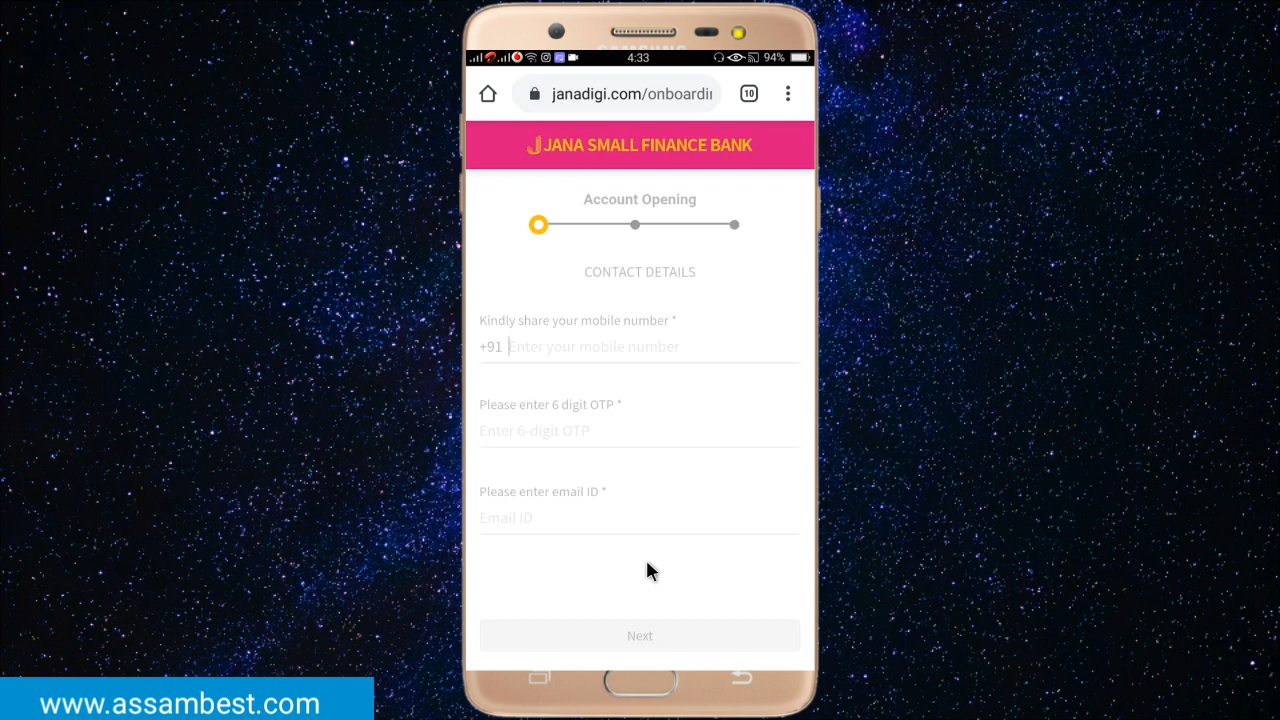 SAMSUNG
4:33
94%
janadigi.com/onboardin
10
JANA SMALL FINANCE BANK
Account Opening
CONTACT DETAILS
Kindly share your mobile number *
+91 Enter your mobile number
Please enter 6 digit OTP *
Enter 6-digit OTP
Please enter email ID *
Email ID
Next
www.assambest.com